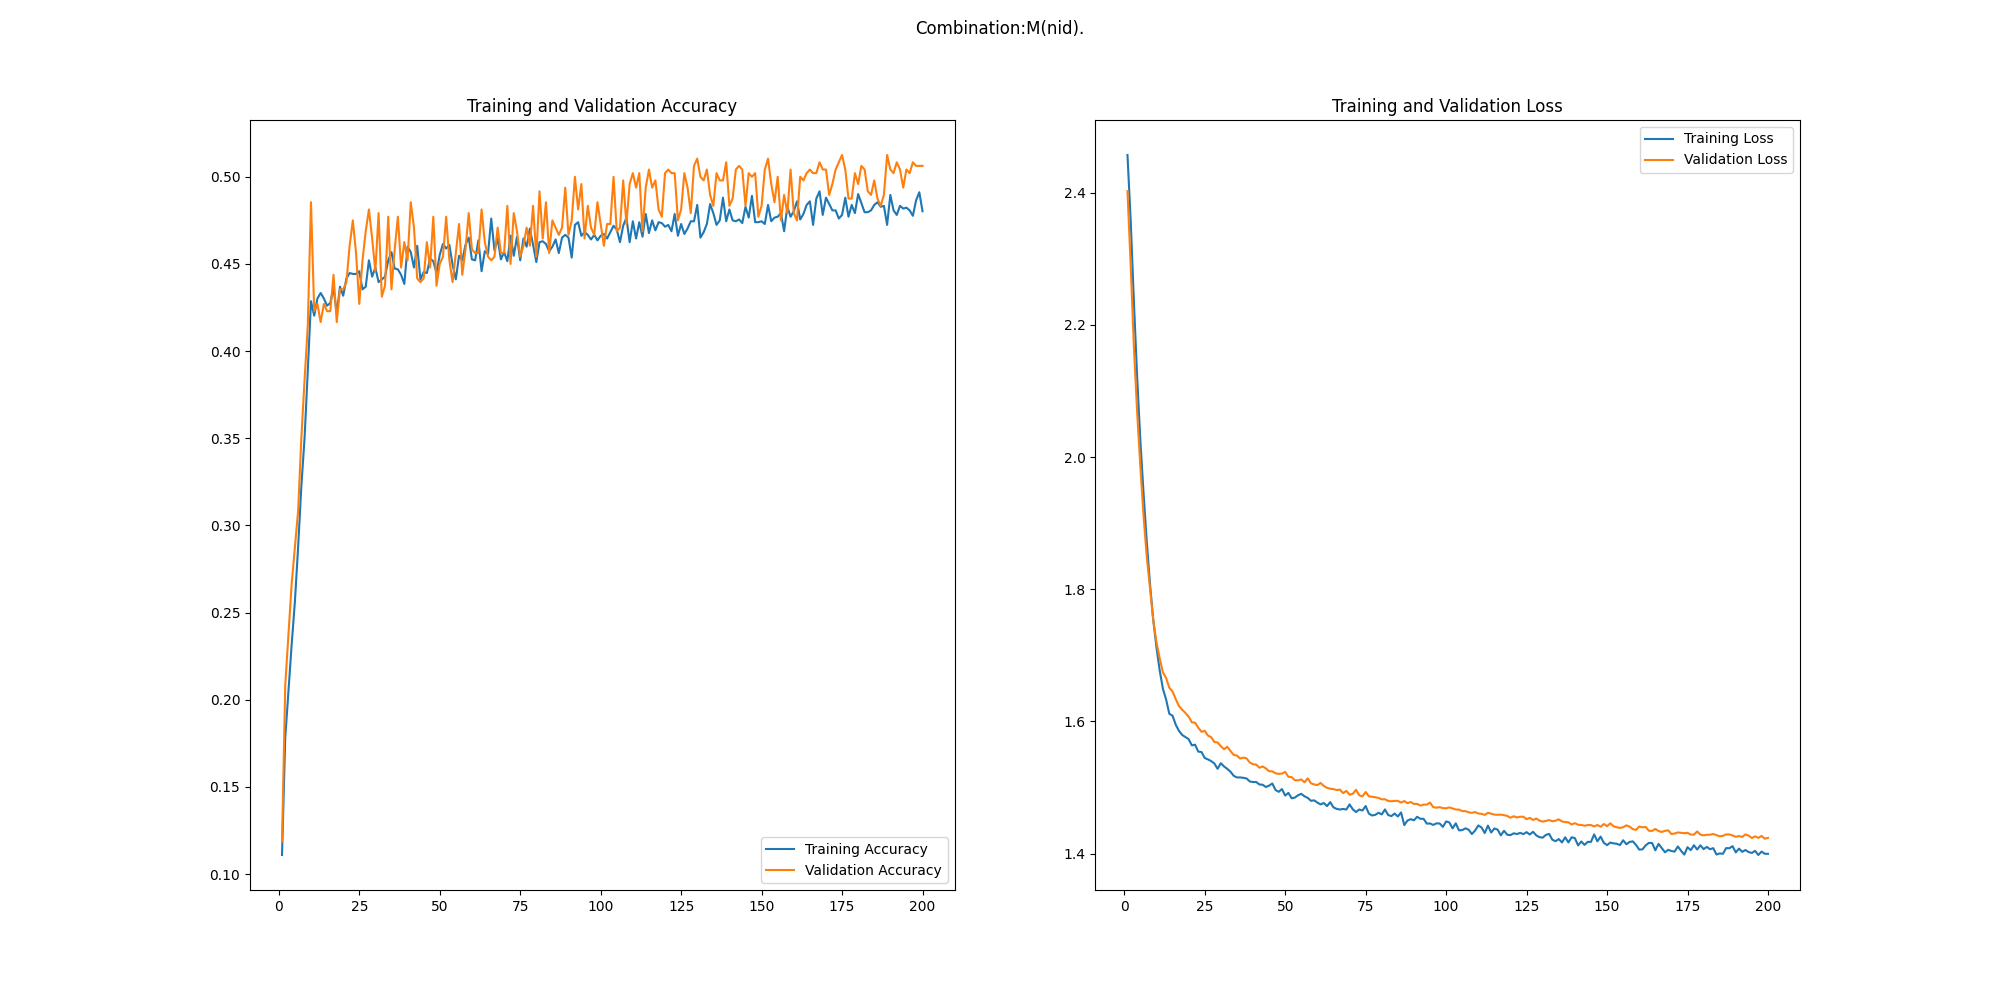 Combination:M(nid).
Training and Validation Accuracy
0.50
0.45
0.40
0.35
0.30
0.25
0.20
0.15
0.10
0 25 50 75 100 125 150 175 200
Training Accuracy
Validation Accuracy
Training and Validation Loss
2.4
2.2
2.0
1.8
1.6
1.4
0 25 50 75 100 125 150 175 200
Training Loss
Validation Loss